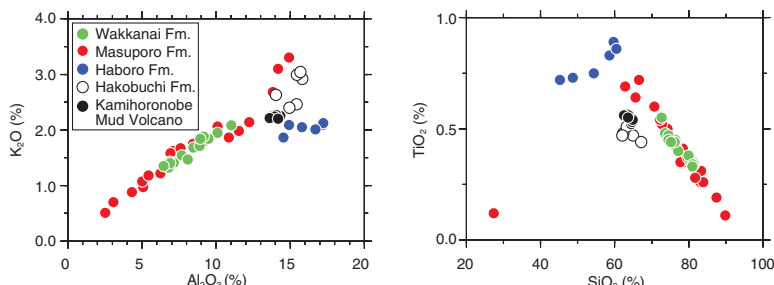 Wakkanai Fm.
Masuporo Fm.
Haboro Fm.
Hakobuchi Fm.
Kamihoronobe
Mud Volcano
K₂O (%)
4.0
3.0
2.0
1.0
0.0
0 5 10 15 20
Al₂O₃(%)
TiO₂ (%)
1.0
0.5
0.0
20 40 60 80 100
SiO₂ (%)